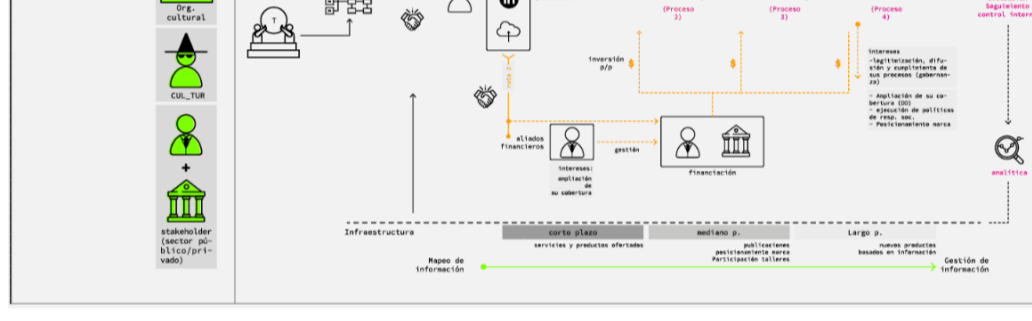 Org.
cultural
CUL_TUR
+
stakeholder
(sector pú-
blico/pri-
vado)
T
(Proceso
2)
(Proceso
3)
(Proceso
4)
Seguimiento
control intern
inversión
p/p
$
$
$
intereses
-legitimización, difu-
sión y cumplimiento de
sus procesos (gobernan-
za)
- Ampliación de su co-
bertura (DO)
- ejecución de políticas
de resp. soc.
- Posicionamiento marca
ruta 2
aliados
financieros
gestión
intereses:
ampliación
de
su cobertura
financiación
analítica
Infraestructura
corto plazo
mediano p.
Largo p.
servicios y productos ofertados
publicaciones
posicionamiento marca
Participación talleres
nuevos productos
basados en información
Mapeo de
información
Gestión de
información